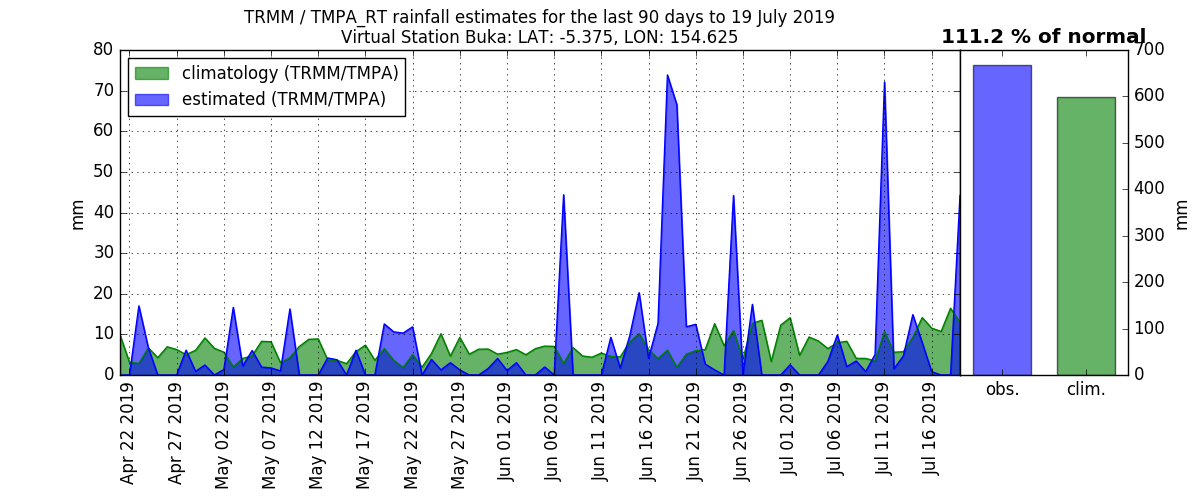 TRMM / TMPA_RT rainfall estimates for the last 90 days to 19 July 2019
Virtual Station Buka: LAT: -5.375, LON: 154.625
111.2 % of normal
climatology (TRMM/TMPA)
estimated (TRMM/TMPA)
80
70
60
50
40
30
20
10
0
mm
Apr 22 2019
Apr 27 2019
May 02 2019
May 07 2019
May 12 2019
May 17 2019
May 22 2019
May 27 2019
Jun 01 2019
Jun 06 2019
Jun 11 2019
Jun 16 2019
Jun 21 2019
Jun 26 2019
Jul 01 2019
Jul 06 2019
Jul 11 2019
Jul 16 2019
obs.
clim.
700
600
500
400
300
200
100
0
mm